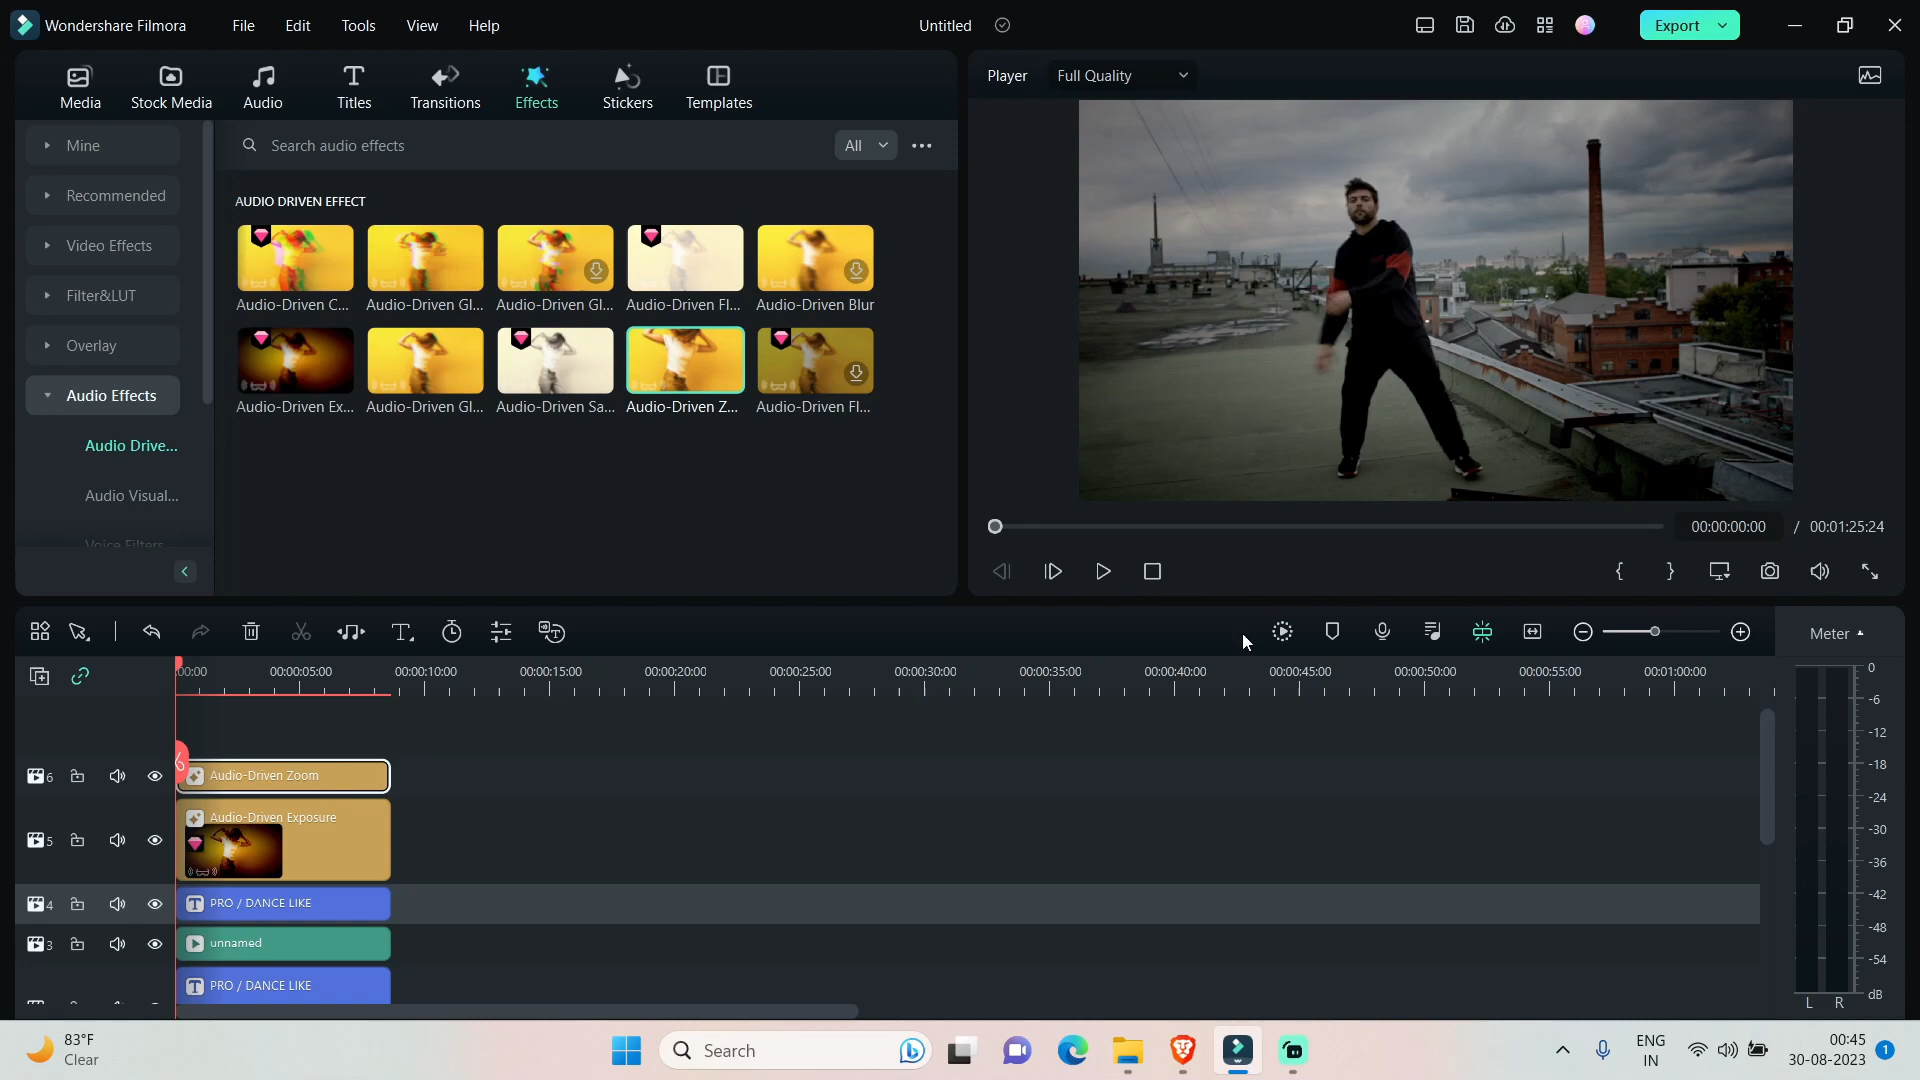 Wondershare Filmora
File
Edit
Tools
View
Help
Untitled
Export
Media
Stock Media
Audio
Titles
Transitions
Effects
Stickers
Templates
Player
Full Quality
Mine
Recommended
Video Effects
Filter&LUT
Overlay
Audio Effects
Audio Drive...
Audio Visual...
Voice Filters
Search audio effects
All
AUDIO DRIVEN EFFECT
Audio-Driven C...
Audio-Driven Gl...
Audio-Driven Gl...
Audio-Driven Fl...
Audio-Driven Blur
Audio-Driven Ex...
Audio-Driven Gl...
Audio-Driven Sa...
Audio-Driven Z...
Audio-Driven Fl...
00:00:00:00 / 00:01:25:24
Meter
:00:00
00:00:05:00
00:00:10:00
00:00:15:00
00:00:20:00
00:00:25:00
00:00:30:00
00:00:35:00
00:00:40:00
00:00:45:00
00:00:50:00
00:00:55:00
00:01:00:00
6
Audio-Driven Zoom
5
Audio-Driven Exposure
4
PRO / DANCE LIKE
3
unnamed
PRO / DANCE LIKE
0
-6
-12
-18
-24
-30
-36
-42
-48
-54
dB
L R
83°F
Clear
Search
ENG
IN
00:45
30-08-2023
1